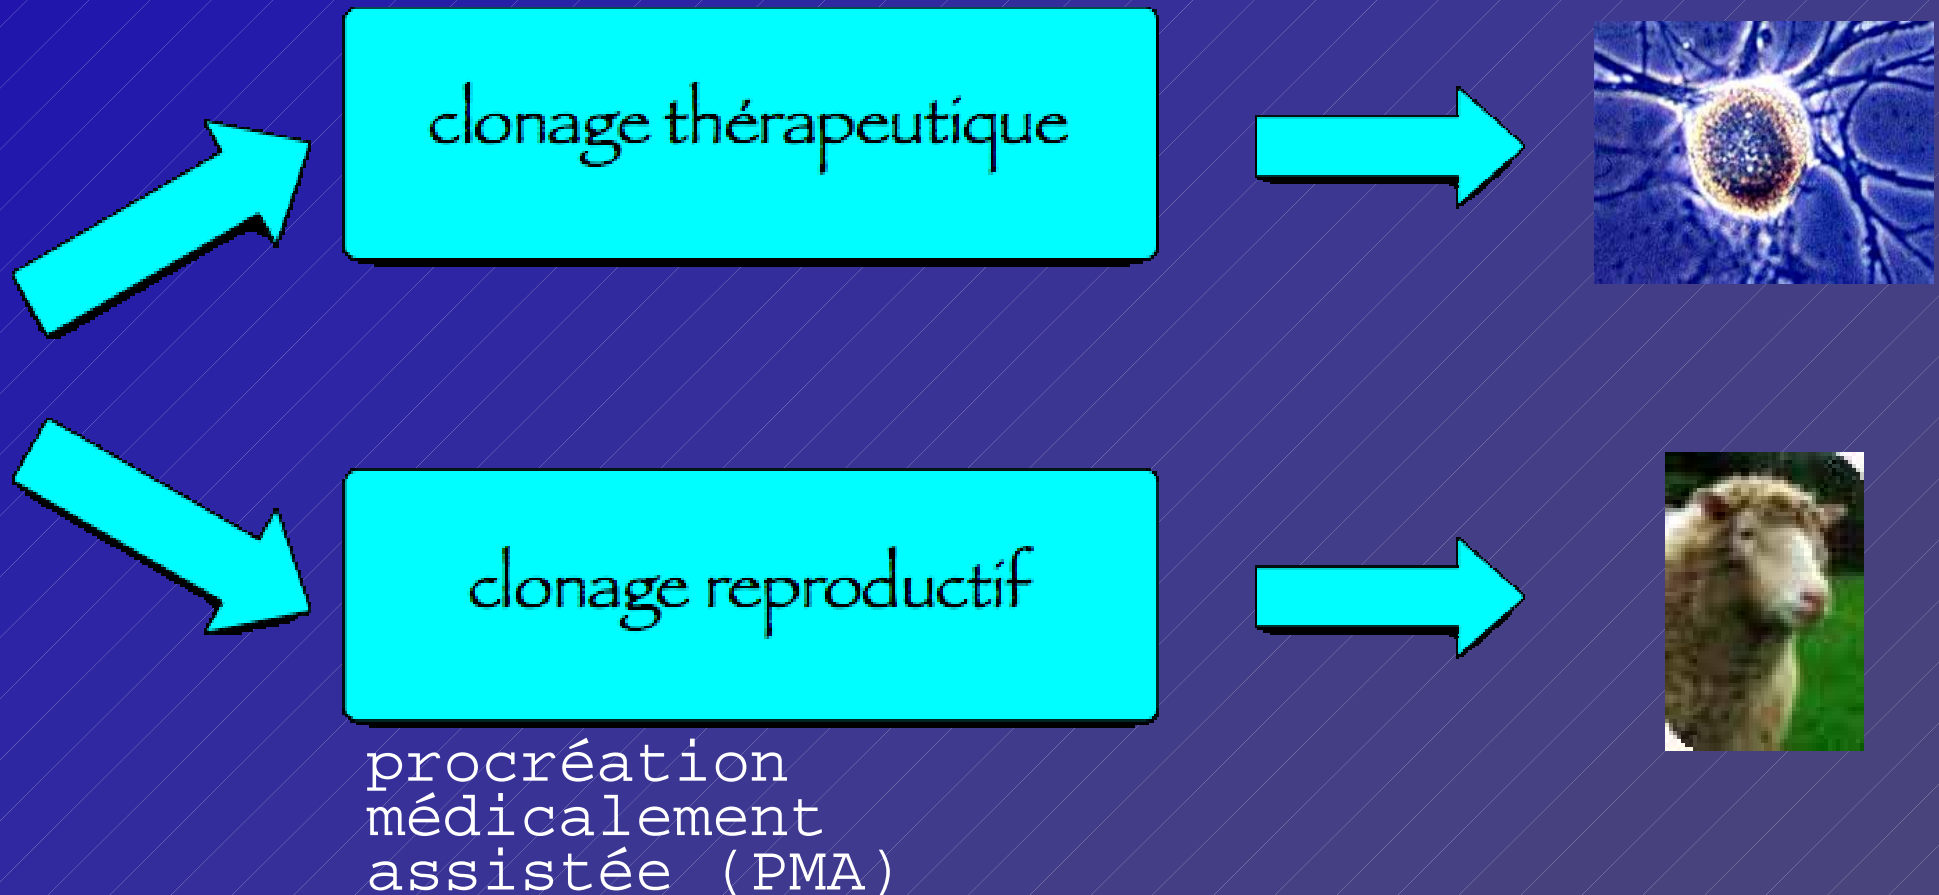 clonage thérapeutique
clonage reproductif
procréation
médicalement
assistée (PMA)